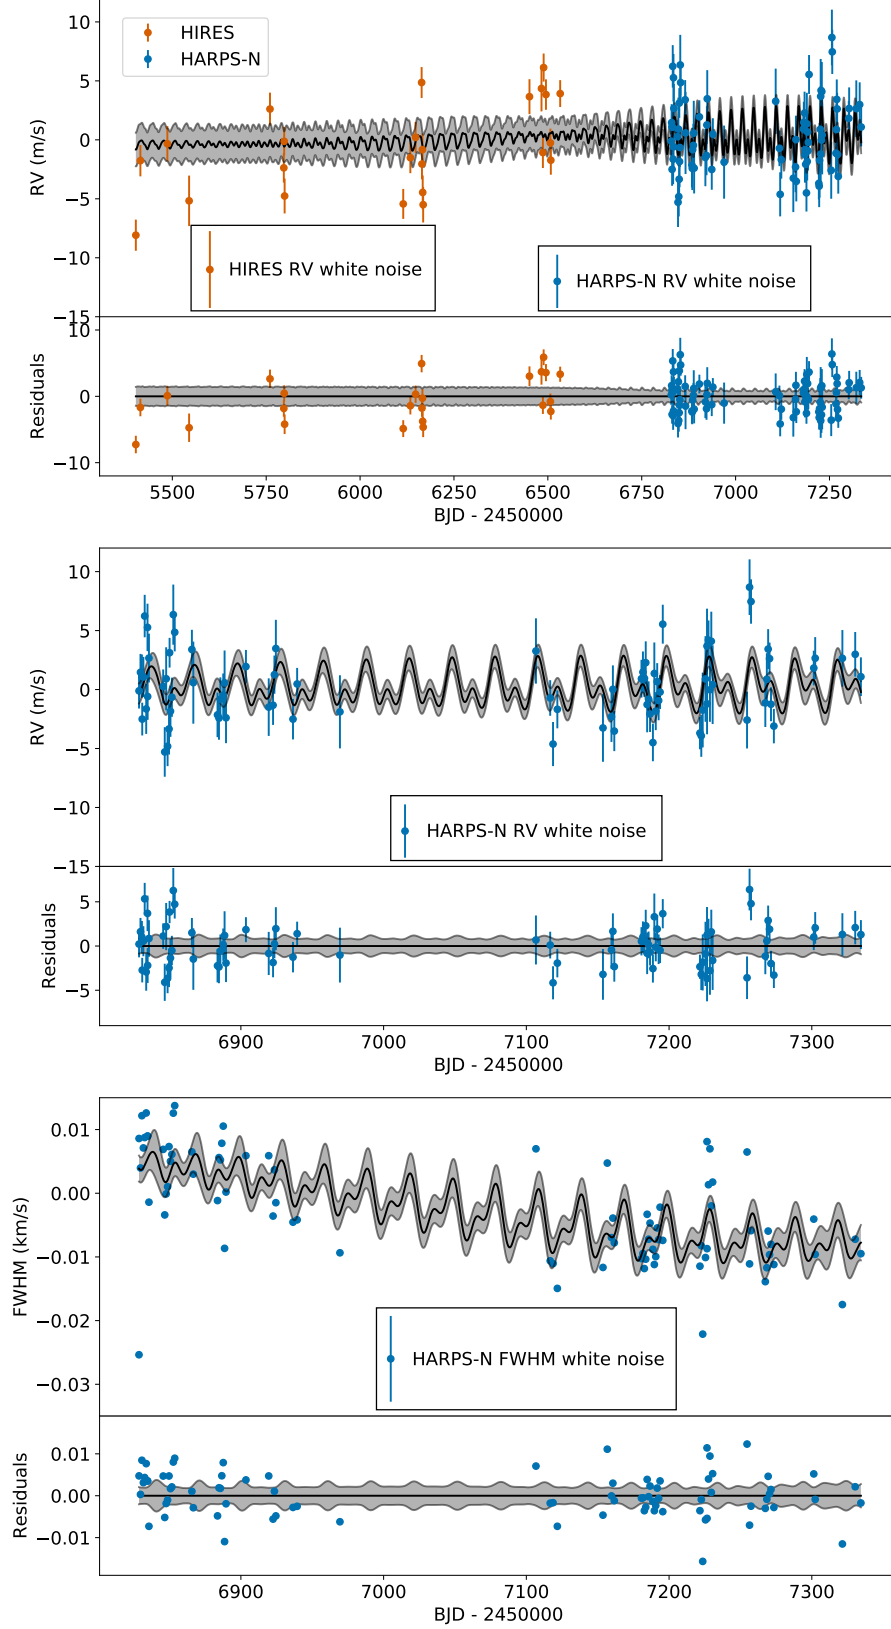 10
5
0
−5
−10
−15
RV (m/s)
HIRES
HARPS-N
HIRES RV white noise
HARPS-N RV white noise
10
0
−10
Residuals
5500 5750 6000 6250 6500 6750 7000 7250
BJD - 2450000
10
5
0
−5
−10
−15
RV (m/s)
HARPS-N RV white noise
5
0
−5
Residuals
6900 7000 7100 7200 7300
BJD - 2450000
0.01
0.00
−0.01
−0.02
−0.03
FWHM (km/s)
HARPS-N FWHM white noise
0.01
0.00
−0.01
Residuals
6900 7000 7100 7200 7300
BJD - 2450000